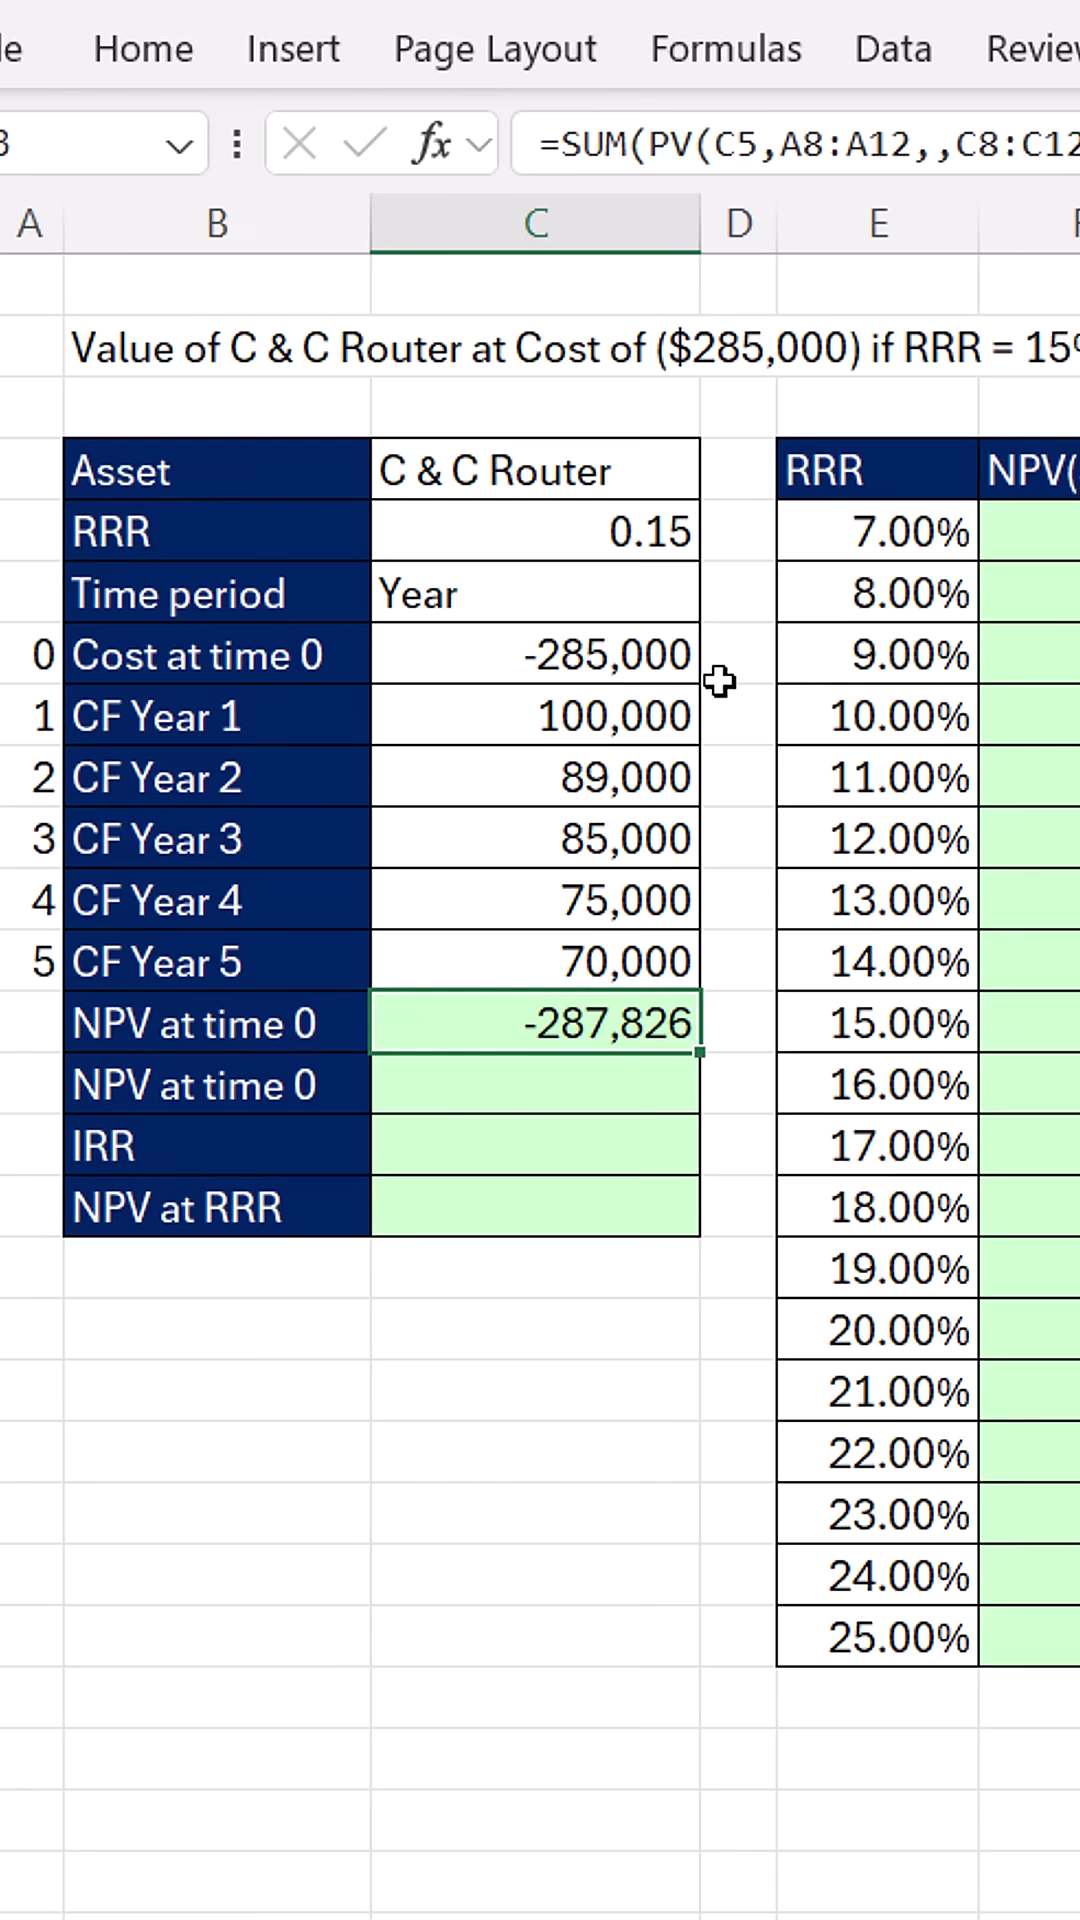 Home Insert Page Layout Formulas Data
fx =SUM(PV(C5,A8:A12,,C8:C12
A B C D E
Value of C & C Router at Cost of ($285,000) if RRR = 15
Asset C & C Router RRR NPV(
RRR 0.15 7.00%
Time period Year 8.00%
0 Cost at time 0 -285,000 9.00%
1 CF Year 1 100,000 10.00%
2 CF Year 2 89,000 11.00%
3 CF Year 3 85,000 12.00%
4 CF Year 4 75,000 13.00%
5 CF Year 5 70,000 14.00%
NPV at time 0 -287,826 15.00%
NPV at time 0 16.00%
IRR 17.00%
NPV at RRR 18.00%
19.00%
20.00%
21.00%
22.00%
23.00%
24.00%
25.00%